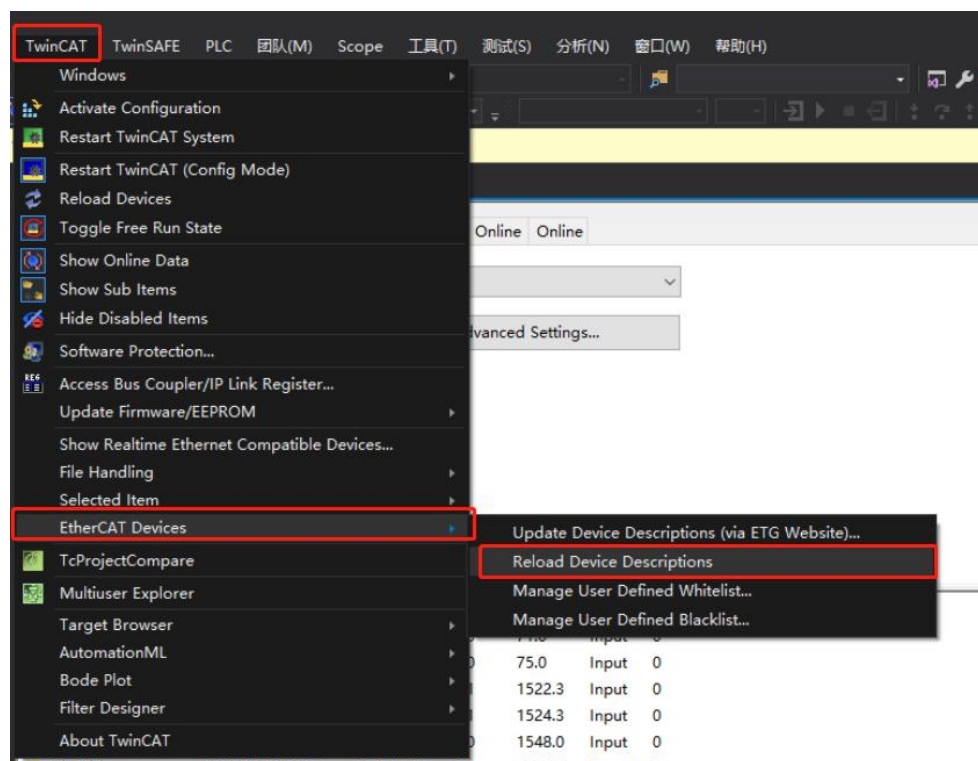 TwinCAT TwinSAFE PLC 团队(M) Scope 工具(T) 测试(S) 分析(N) 窗口(W) 帮助(H)
Windows
Activate Configuration
Restart TwinCAT System
Restart TwinCAT (Config Mode)
Reload Devices
Toggle Free Run State
Online Online
Show Online Data
Show Sub Items
Hide Disabled Items
Settings...
Software Protection...
REG
Access Bus Coupler/IP Link Register...
Update Firmware/EEPROM
Show Realtime Ethernet Compatible Devices...
File Handling
Selected Item
EtherCAT Devices
Update Device Descriptions (via ETG Website)...
Reload Device Descriptions
Manage User Defined Whitelist...
Manage User Defined Blacklist...
TcProjectCompare
Multiuser Explorer
Target Browser
AutomationML
Bode Plot
Filter Designer
About TwinCAT
75.0 Input 0
1522.3 Input 0
1524.3 Input 0
1548.0 Input 0